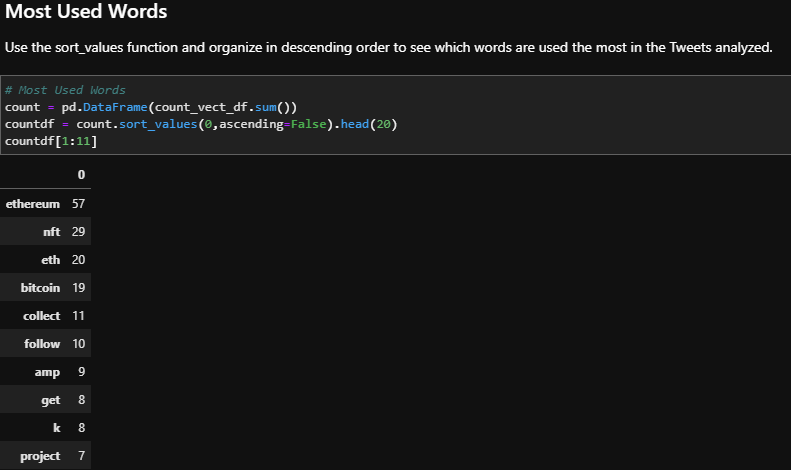 Most Used Words
Use the sort_values function and organize in descending order to see which words are used the most in the Tweets analyzed.
# Most Used Words
count = pd.DataFrame(count_vect_df.sum())
countdf = count.sort_values(0,ascending=False).head(20)
countdf[1:11]
0
ethereum 57
nft 29
eth 20
bitcoin 19
collect 11
follow 10
amp 9
get 8
k 8
project 7